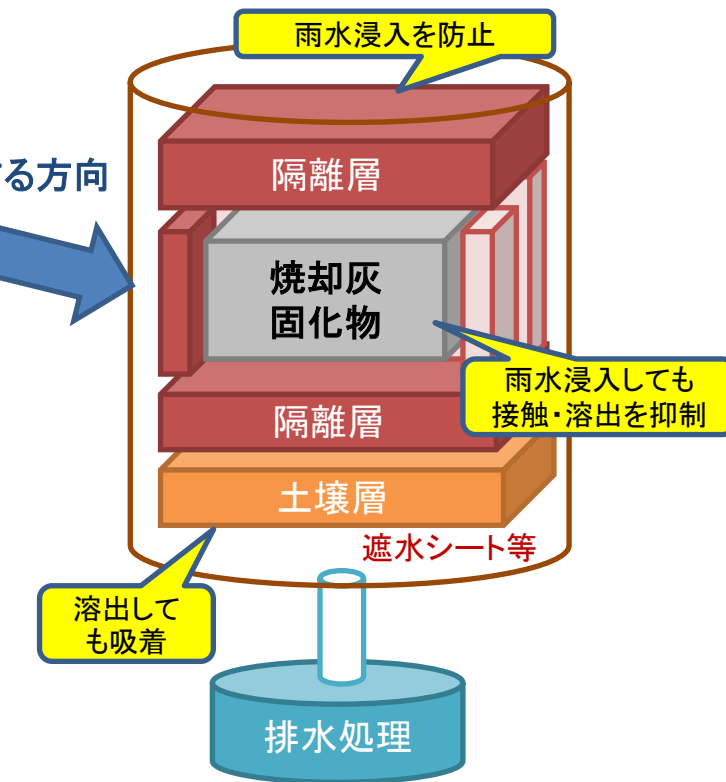 雨水浸入を防止
る方向
隔離層
焼却灰
固化物
雨水浸入しても
接触・溶出を抑制
隔離層
土壌層
遮水シート等
溶出して
も吸着
排水処理